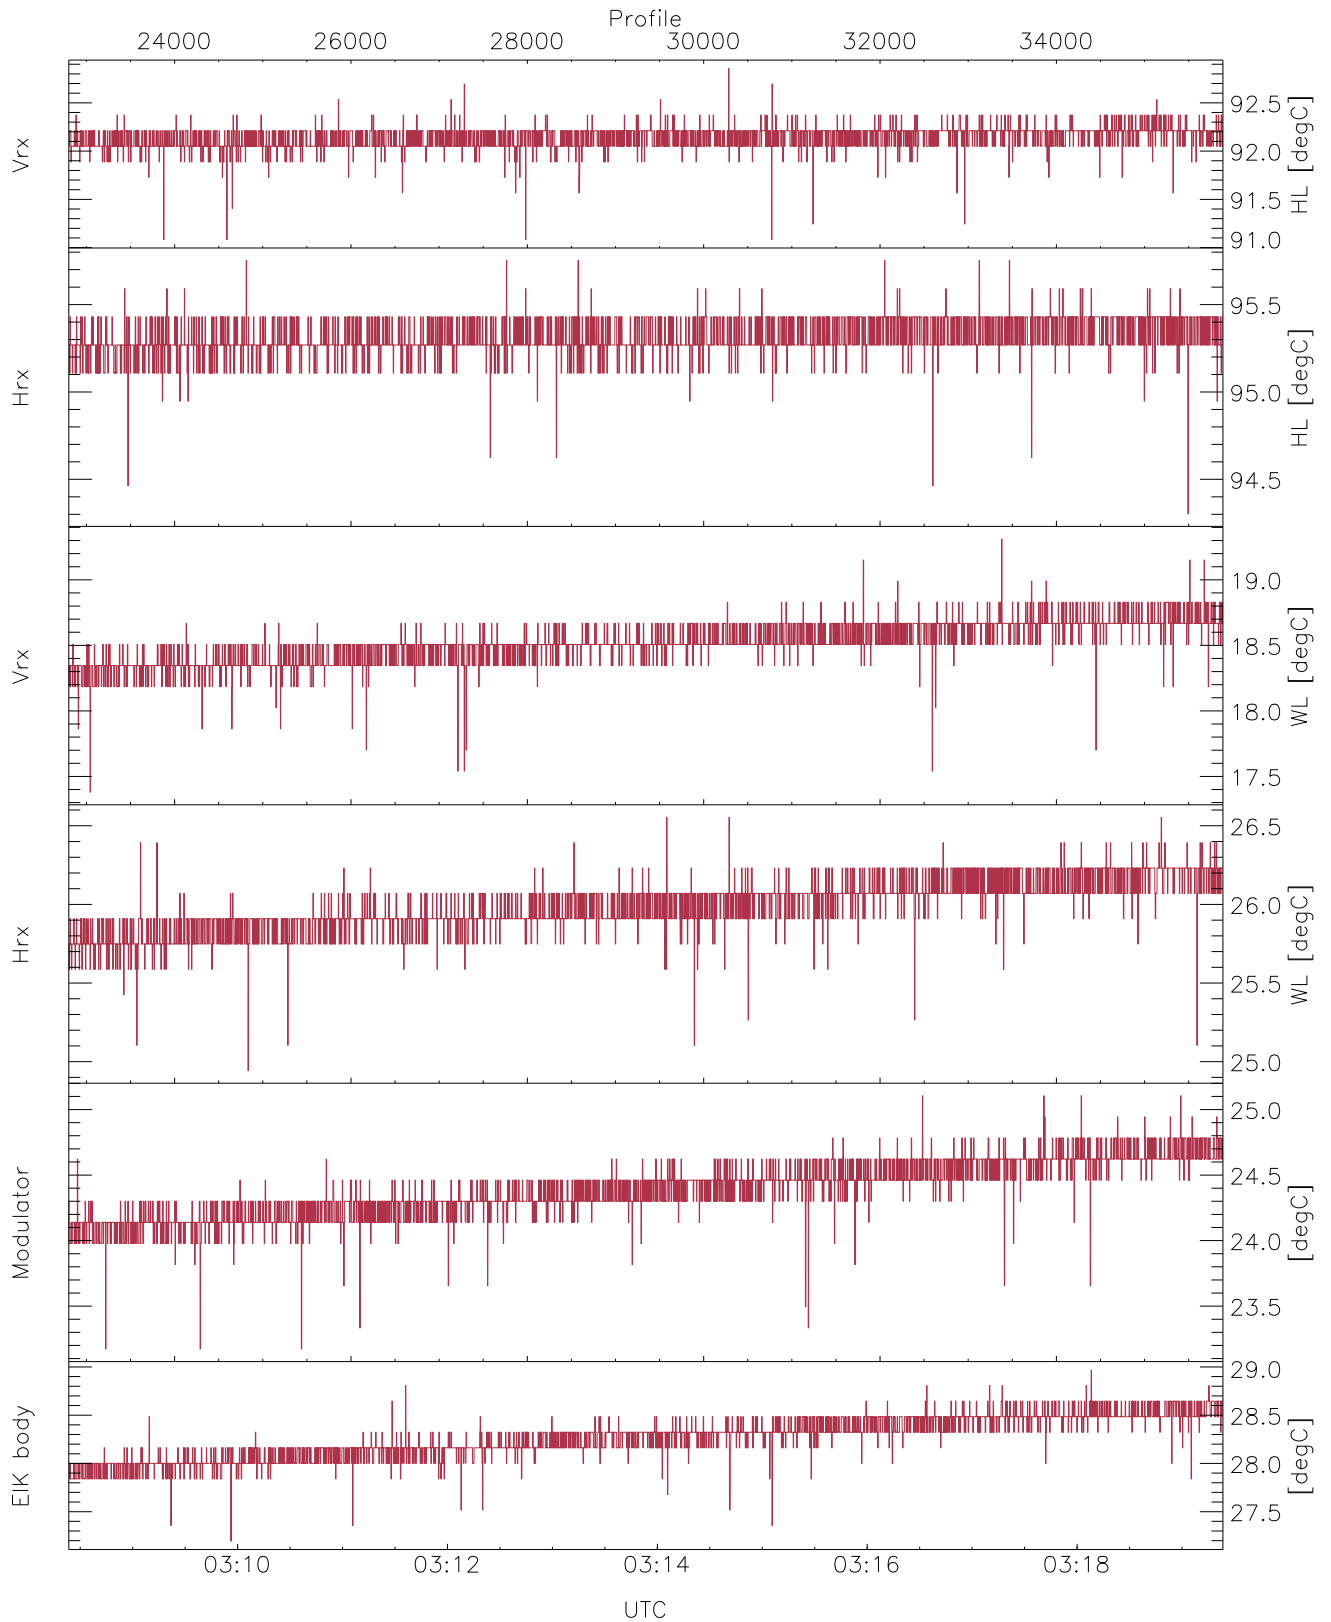 Profile
24000 26000 28000 30000 32000 34000
Vrx
92.5
92.0
91.5
91.0
HL [degC]
Hrx
95.5
95.0
94.5
HL [degC]
Vrx
19.0
18.5
18.0
17.5
WL [degC]
Hrx
26.5
26.0
25.5
25.0
WL [degC]
Modulator
25.0
24.5
24.0
23.5
[degC]
EIK body
29.0
28.5
28.0
27.5
[degC]
03:10 03:12 03:14 03:16 03:18
UTC